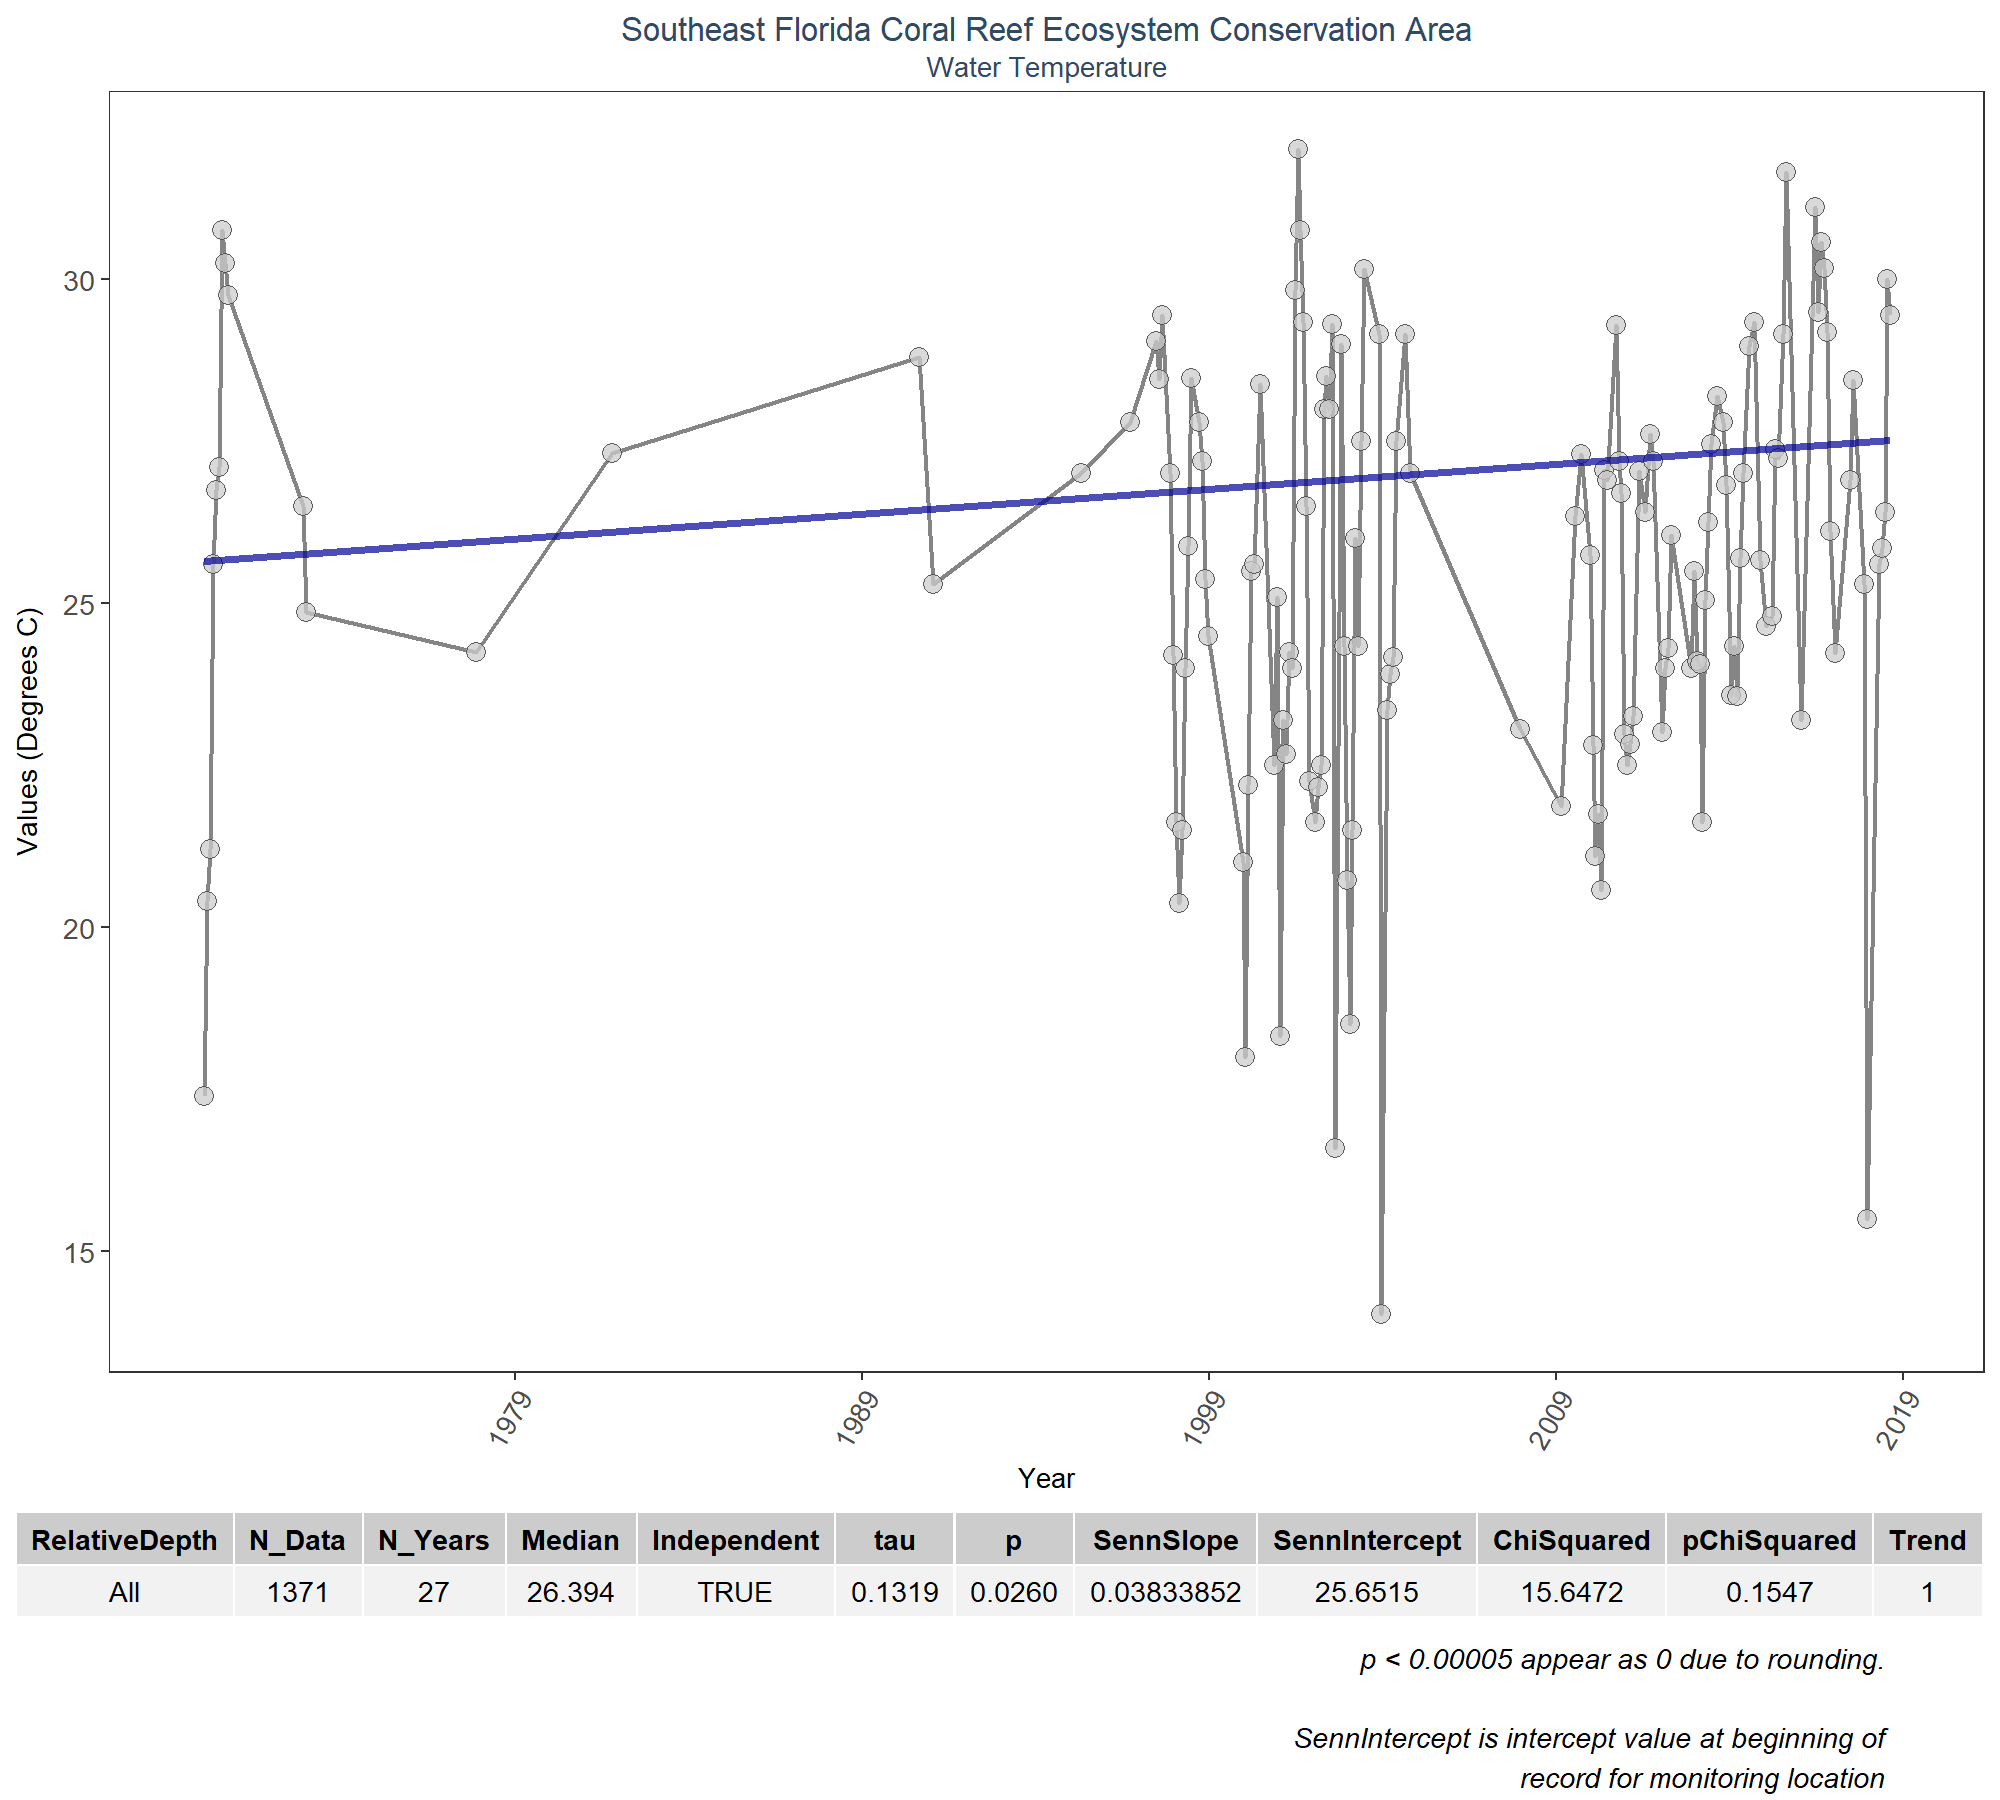 Southeast Florida Coral Reef Ecosystem Conservation Area
Water Temperature
Values (Degrees C)
30
25
20
15
1979
1989
1999
2009
2019
Year
RelativeDepth N_Data N_Years Median Independent tau p SennSlope SennIntercept ChiSquared pChiSquared Trend
All 1371 27 26.394 TRUE 0.1319 0.0260 0.03833852 25.6515 15.6472 0.1547 1
p < 0.00005 appear as 0 due to rounding.
SennIntercept is intercept value at beginning of
record for monitoring location